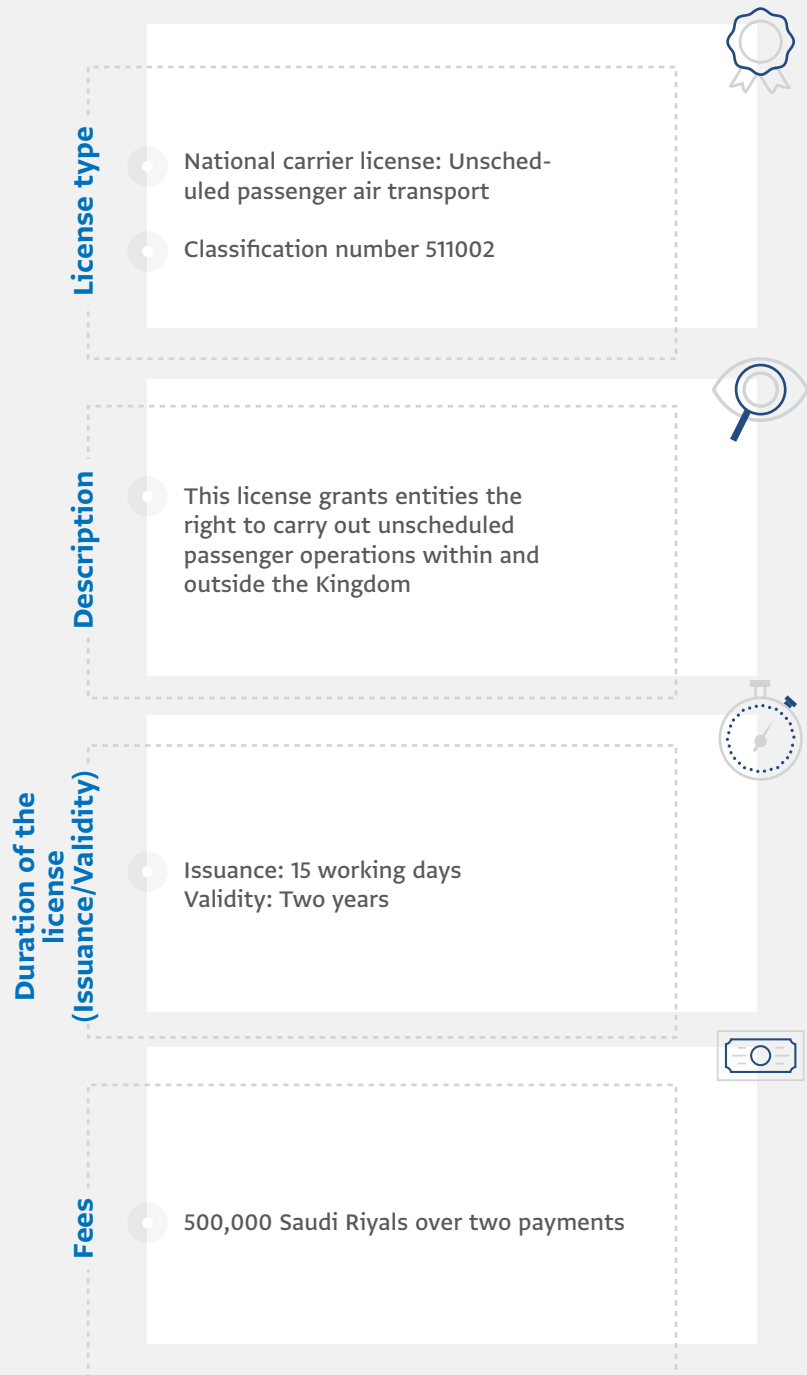 License type
National carrier license: Unsched-
uled passenger air transport
Classification number 511002
Description
This license grants entities the
right to carry out unscheduled
passenger operations within and
outside the Kingdom
Duration of the
license
(Issuance/Validity)
Issuance: 15 working days
Validity: Two years
Fees
500,000 Saudi Riyals over two payments